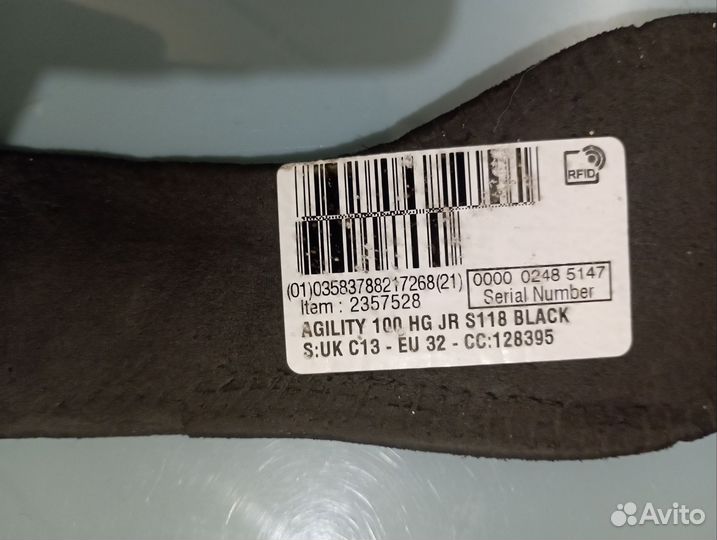 RFID
(01)03583788217268(21)
0000 0248 5147
Serial Number
Item : 2357528
AGILITY 100 HG JR S118 BLACK
S:UK C13 - EU 32 - CC:128395
Avito